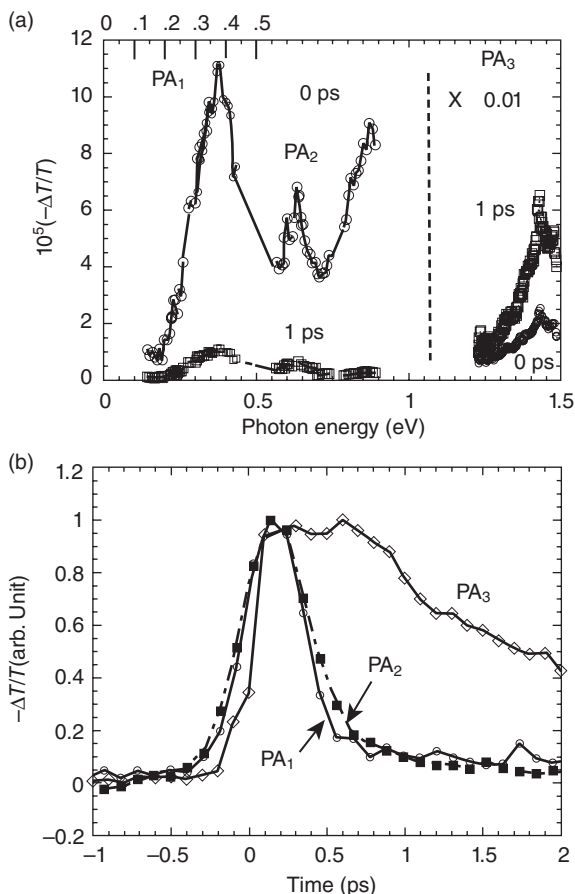 (a)
0 .1 .2 .3 .4 .5
12
10
8
6
4
2
0
10⁵(−ΔT/T)
PA₁
0 ps
PA₂
1 ps
PA₃
X 0.01
1 ps
0 ps
0 0.5 1 1.5
Photon energy (eV)
(b)
1.2
1
0.8
0.6
0.4
0.2
0
−0.2
−ΔT/T(arb. Unit)
PA₃
PA₂
PA₁
−1 −0.5 0 0.5 1 1.5 2
Time (ps)